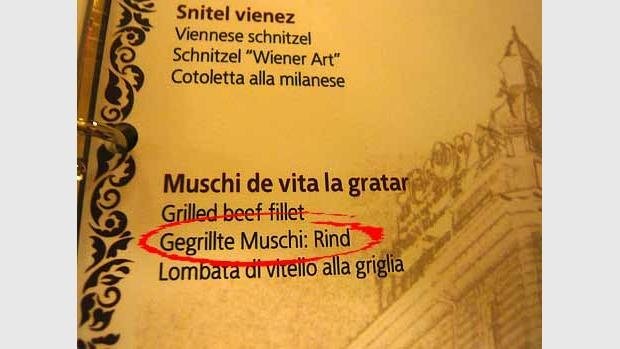 Snitel vienez
Viennese schnitzel
Schnitzel "Wiener Art"
Cotoletta alla milanese
Muschi de vita la gratar
Grilled beef fillet
Gegrillte Muschi: Rind
Lombata di vitello alla griglia